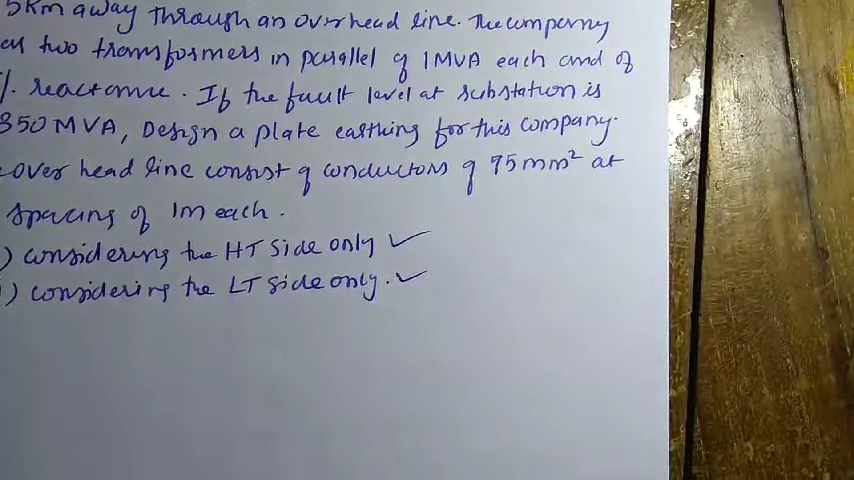 5Km away through an overhead line. The company
two transformers in parallel of 1MVA each and of
%. reactance. If the fault level at substation is
350 MVA, Design a plate earthing for this company.
over head line consist of conductors of 95mm² at
spacing of 1m each.
) considering the HT side only ✓
) considering the LT side only. ✓